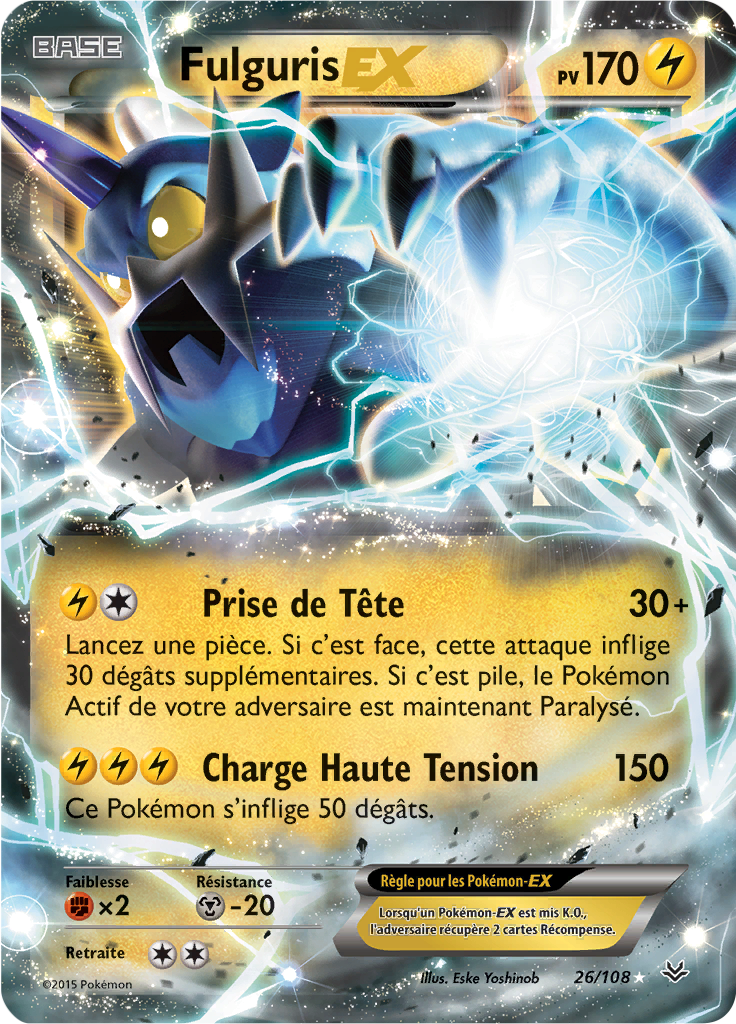 BASE
Fulguris EX
PV 170
Prise de Tête 30+
Lancez une pièce. Si c’est face, cette attaque inflige
30 dégâts supplémentaires. Si c’est pile, le Pokémon
Actif de votre adversaire est maintenant Paralysé.
Charge Haute Tension 150
Ce Pokémon s’inflige 50 dégâts.
Faiblesse
×2
Résistance
-20
Règle pour les Pokémon-EX
Lorsqu’un Pokémon-EX est mis K.O.,
l’adversaire récupère 2 cartes Récompense.
Retraite
©2015 Pokémon
Illus. Eske Yoshinob
26/108 ★